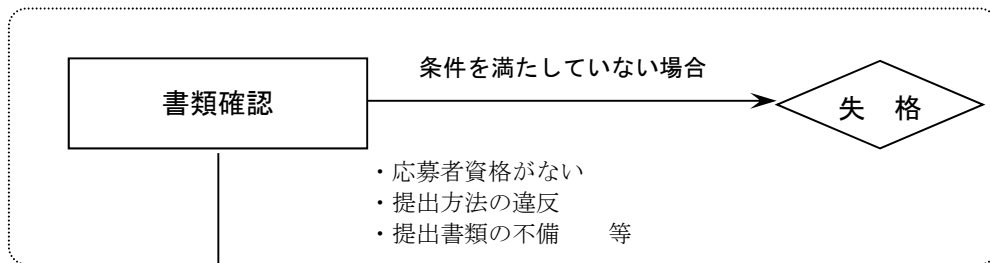 条件を満たしていない場合
書類確認
失　格
・応募者資格がない
・提出方法の違反
・提出書類の不備　　等